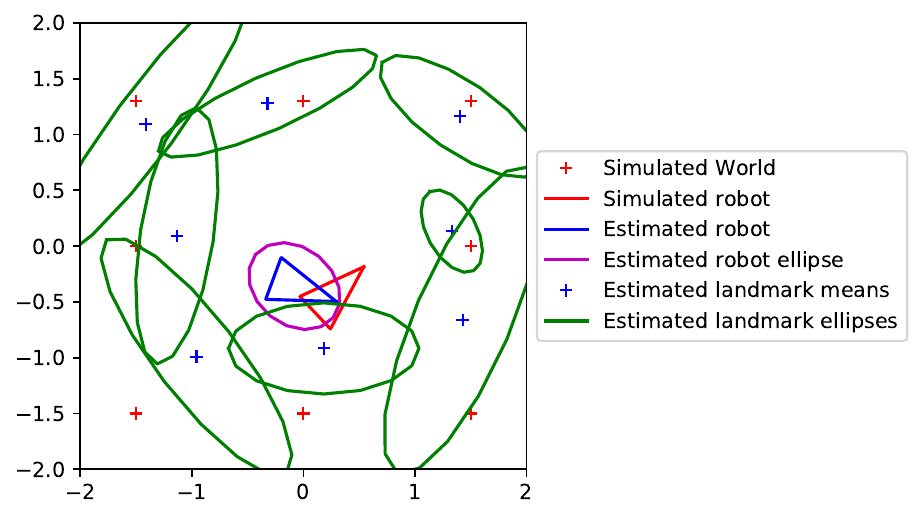 2.0
1.5
1.0
0.5
0.0
−0.5
−1.0
−1.5
−2.0
−2
−1
0
1
2
Simulated World
Simulated robot
Estimated robot
Estimated robot ellipse
Estimated landmark means
Estimated landmark ellipses